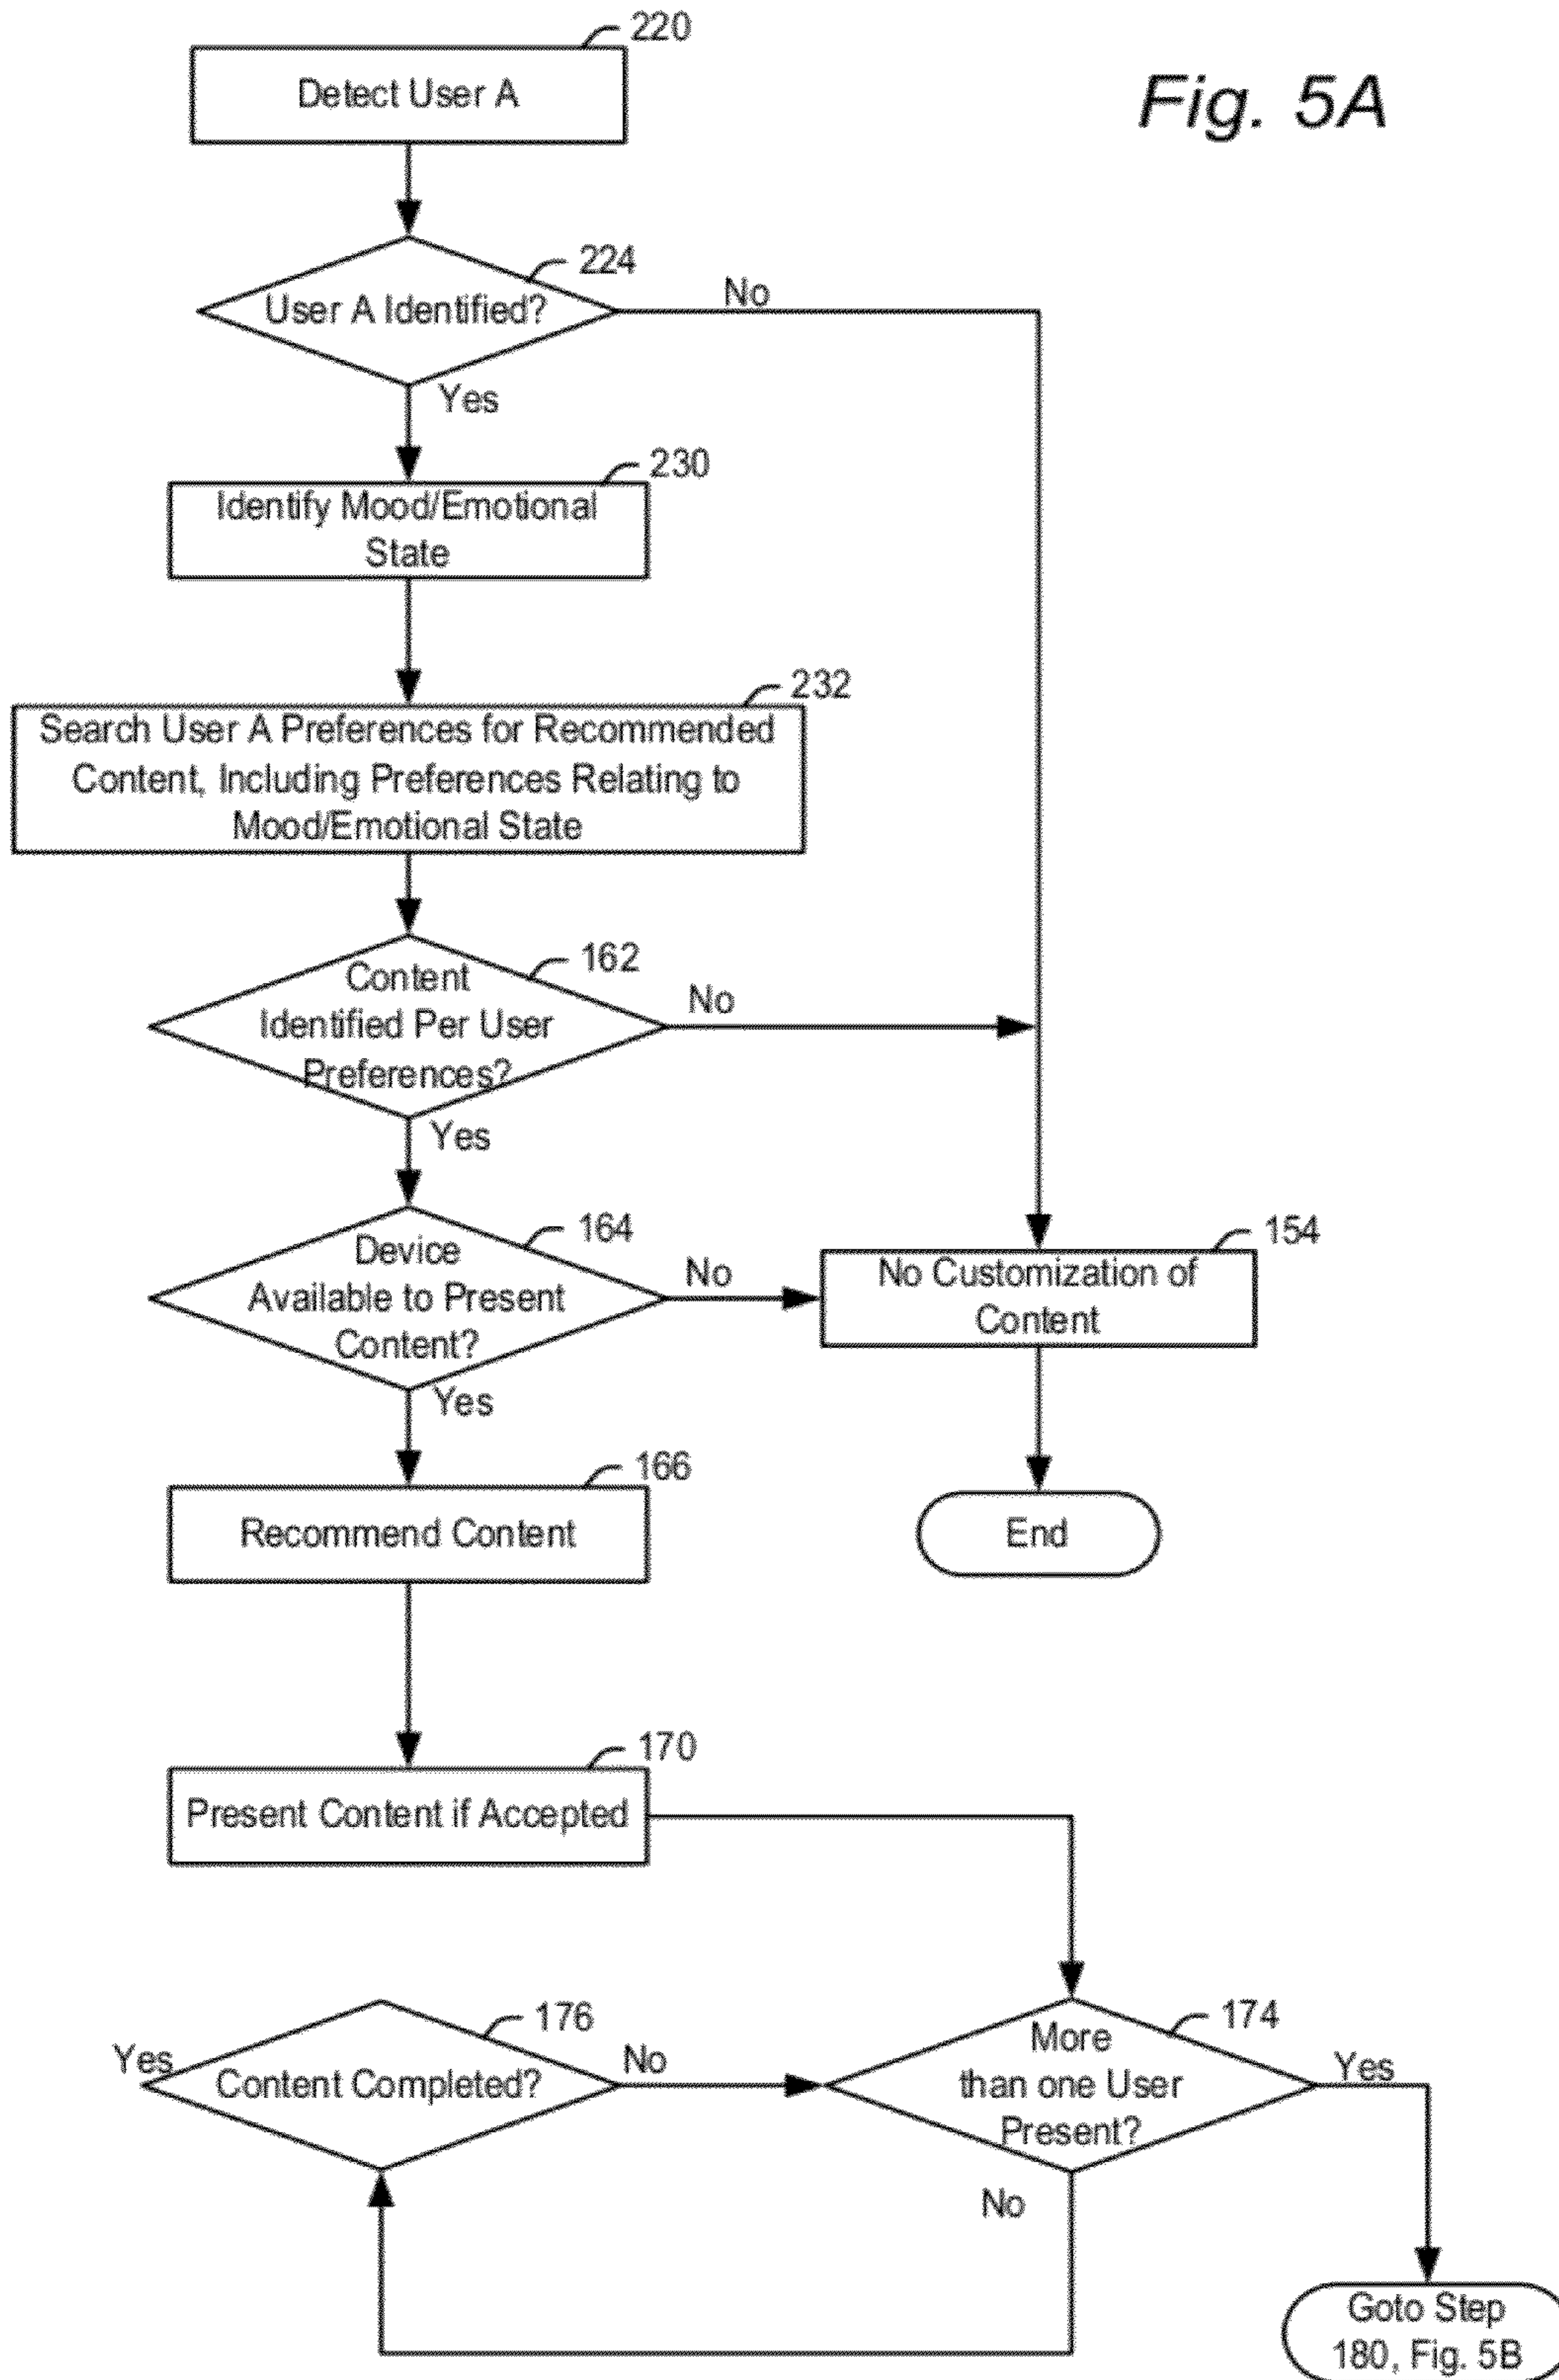 220
Detect User A
Fig. 5A
224
User A Identified?
No
Yes
230
Identify Mood/Emotional
State
232
Search User A Preferences for Recommended
Content, Including Preferences Relating to
Mood/Emotional State
162
Content
Identified Per User
Preferences?
No
Yes
164
Device
Available to Present
Content?
No
Yes
154
No Customization of
Content
166
Recommend Content
End
170
Present Content if Accepted
176
Yes
Content Completed?
No
174
More
than one User
Present?
Yes
No
Goto Step
180, Fig. 5B